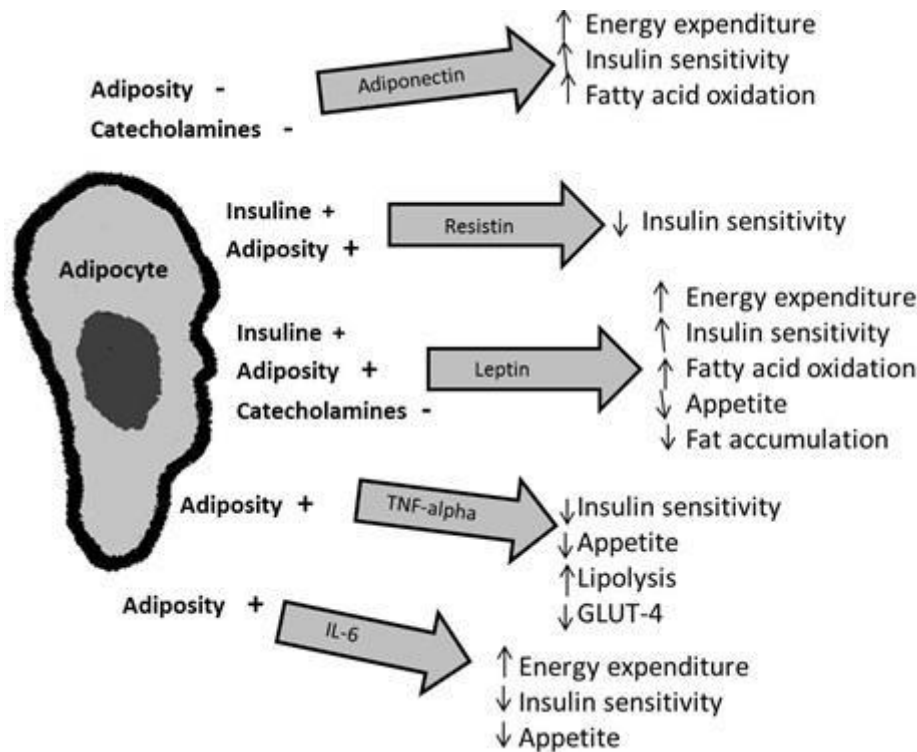 Adiposity -
Catecholamines -
Adiponectin
↑ Energy expenditure
↑ Insulin sensitivity
↑ Fatty acid oxidation
Adipocyte
Insuline +
Adiposity +
Resistin
↓ Insulin sensitivity
Insuline +
Adiposity +
Catecholamines -
Leptin
↑ Energy expenditure
↑ Insulin sensitivity
↑ Fatty acid oxidation
↓ Appetite
↓ Fat accumulation
Adiposity +
TNF-alpha
↓ Insulin sensitivity
↓ Appetite
↑ Lipolysis
↓ GLUT-4
Adiposity +
IL-6
↑ Energy expenditure
↓ Insulin sensitivity
↓ Appetite